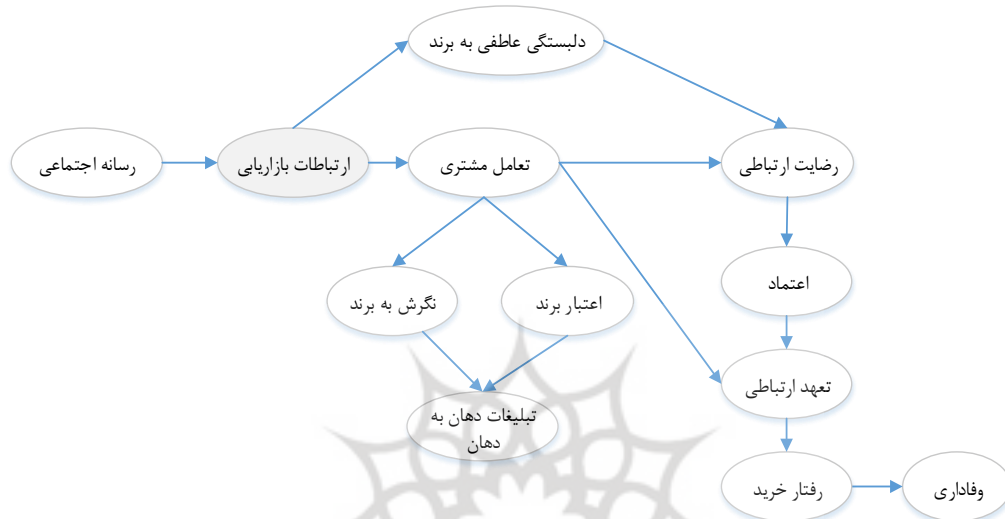 دلبستگی عاطفی به برند
رسانه اجتماعی
ارتباطات بازاریابی
تعامل مشتری
رضایت ارتباطی
نگرش به برند
اعتبار برند
اعتماد
تعهد ارتباطی
تبلیغات دهان به
دهان
رفتار خرید
وفاداری